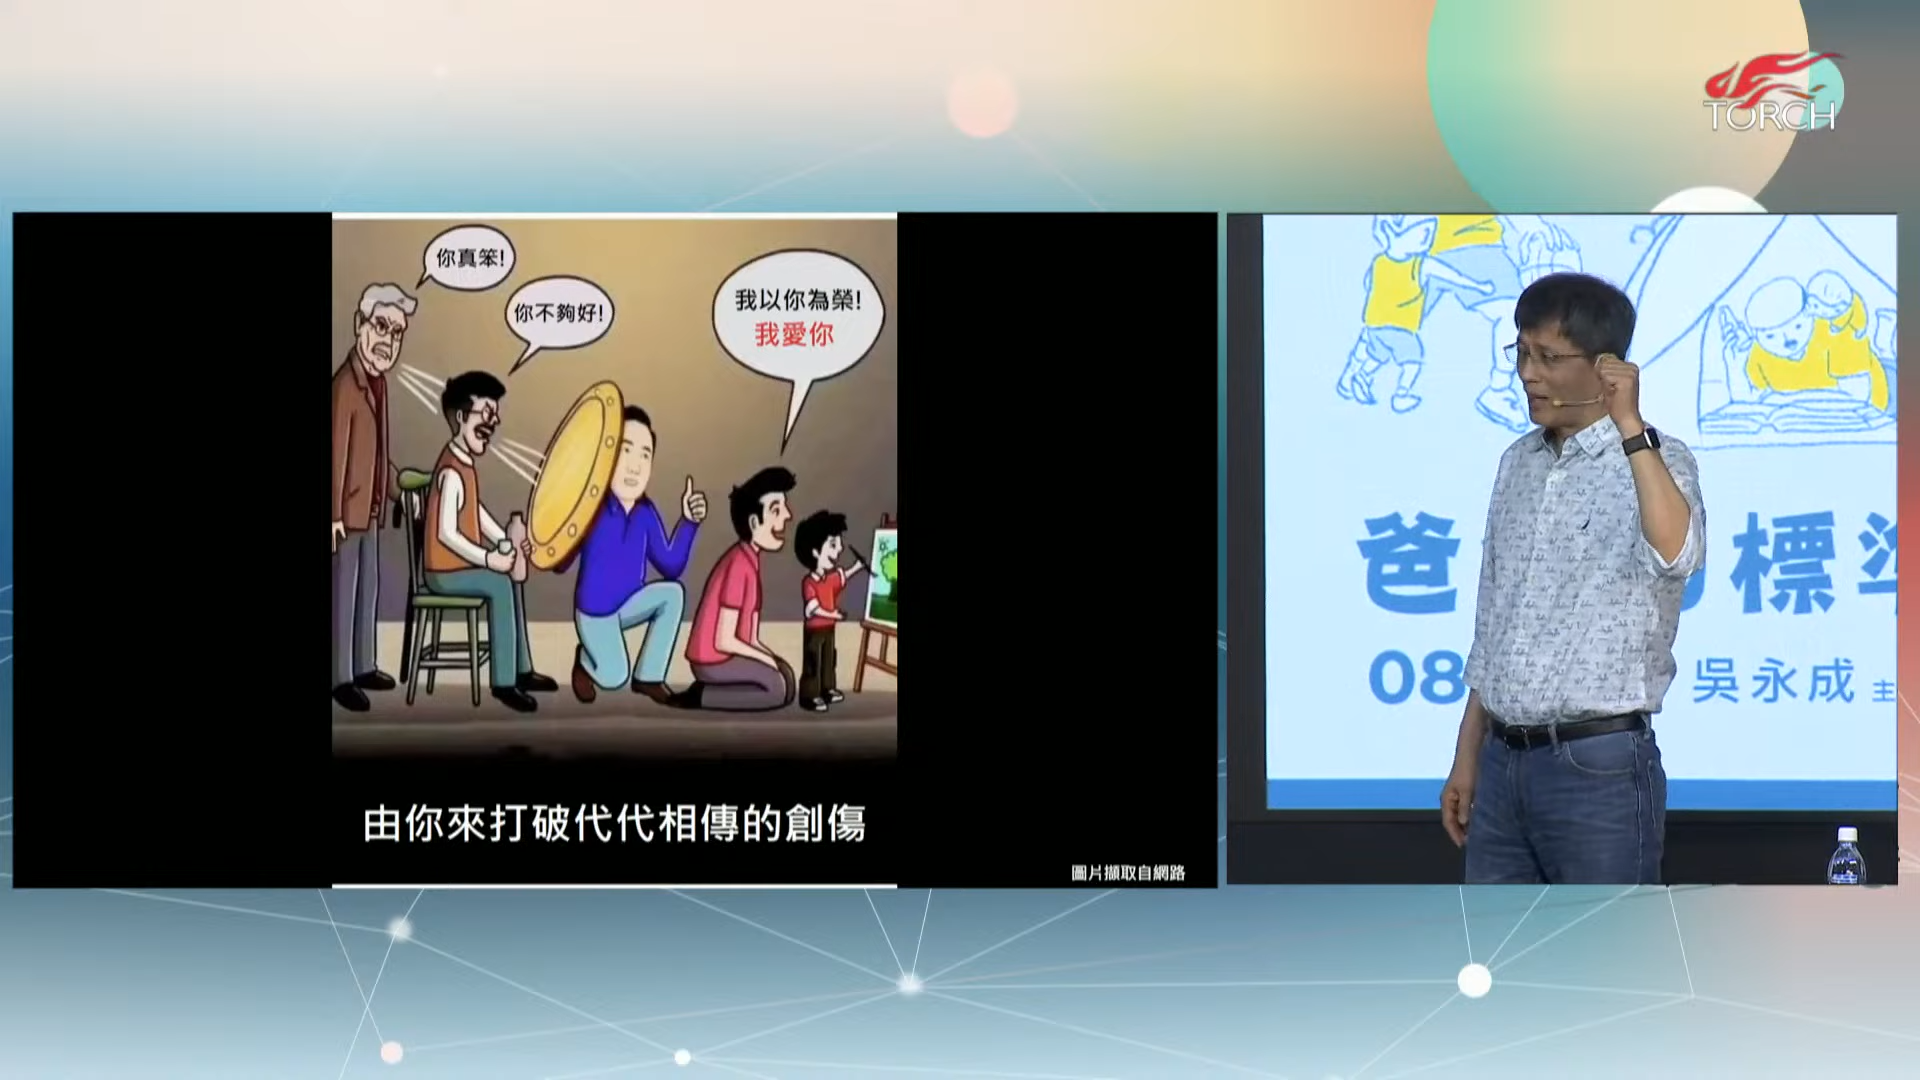 TORCH
你真笨!
你不夠好!
我以你為榮!
我愛你
由你來打破代代相傳的創傷
圖片擷取自網路
爸
標準
08
吳永成 主